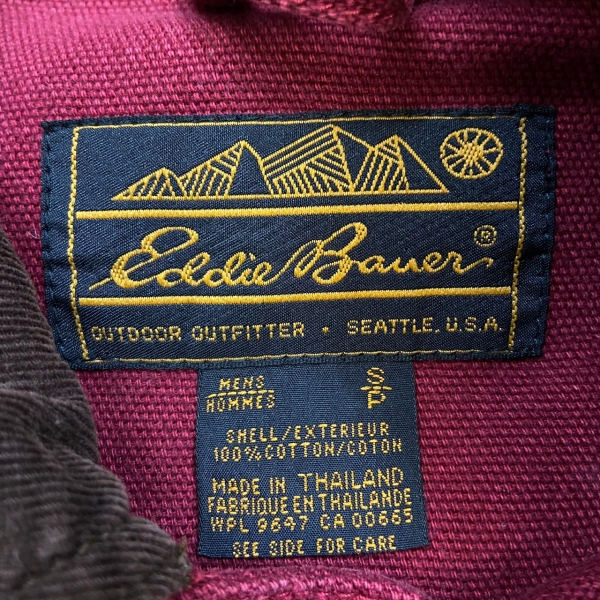 Eddie Bauer®
OUTDOOR OUTFITTER • SEATTLE, U.S.A.
MENS S
HOMMES P
SHELL/EXTERIEUR
100% COTTON/COTON
MADE IN THAILAND
FABRIQUE EN THAILANDE
WPL 9647 CA 00665
SEE SIDE FOR CARE